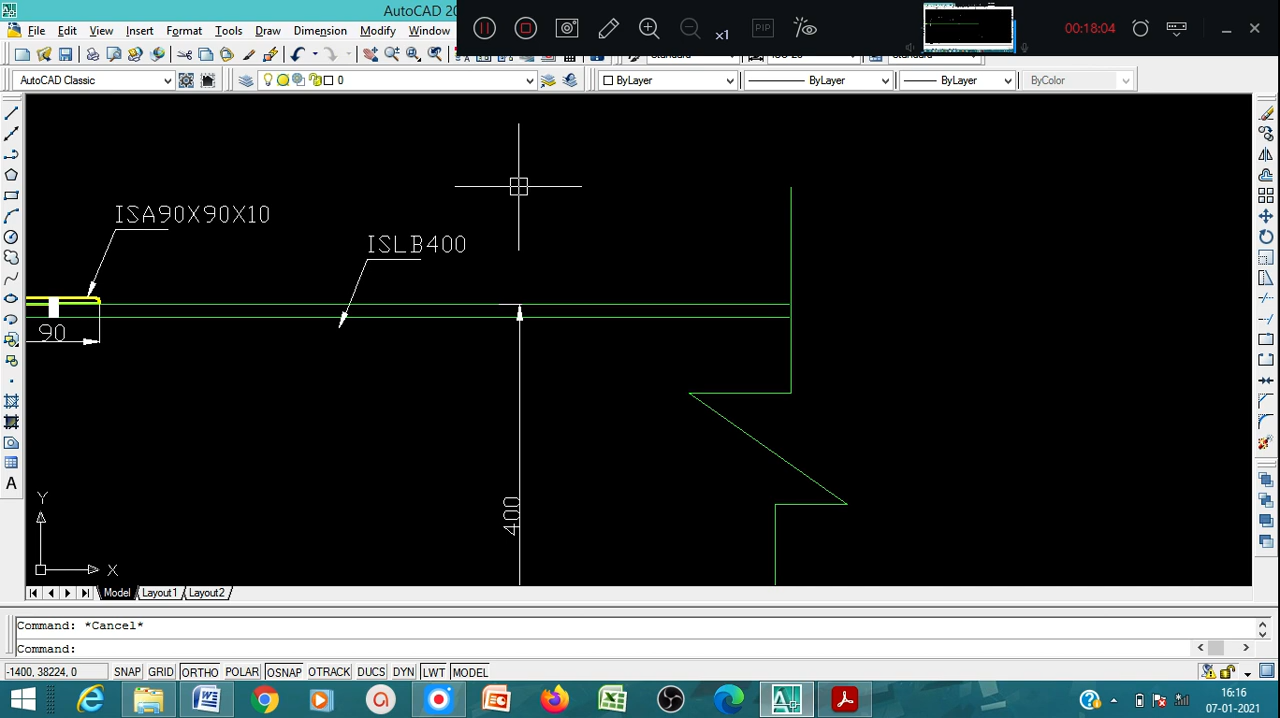 AutoCAD 20
x1
PIP
00:18:04
File Edit View Insert Format Tools Draw Dimension Modify Window
AutoCAD Classic
0
ByLayer
ByLayer
ByLayer
ByColor
ISA90X90X10
ISLB400
90
400
Y
X
Model Layout1 Layout2
Command: *Cancel*
Command:
-1400, 38224, 0 SNAP GRID ORTHO POLAR OSNAP OTRACK DUCS DYN LWT MODEL
16:16
07-01-2021